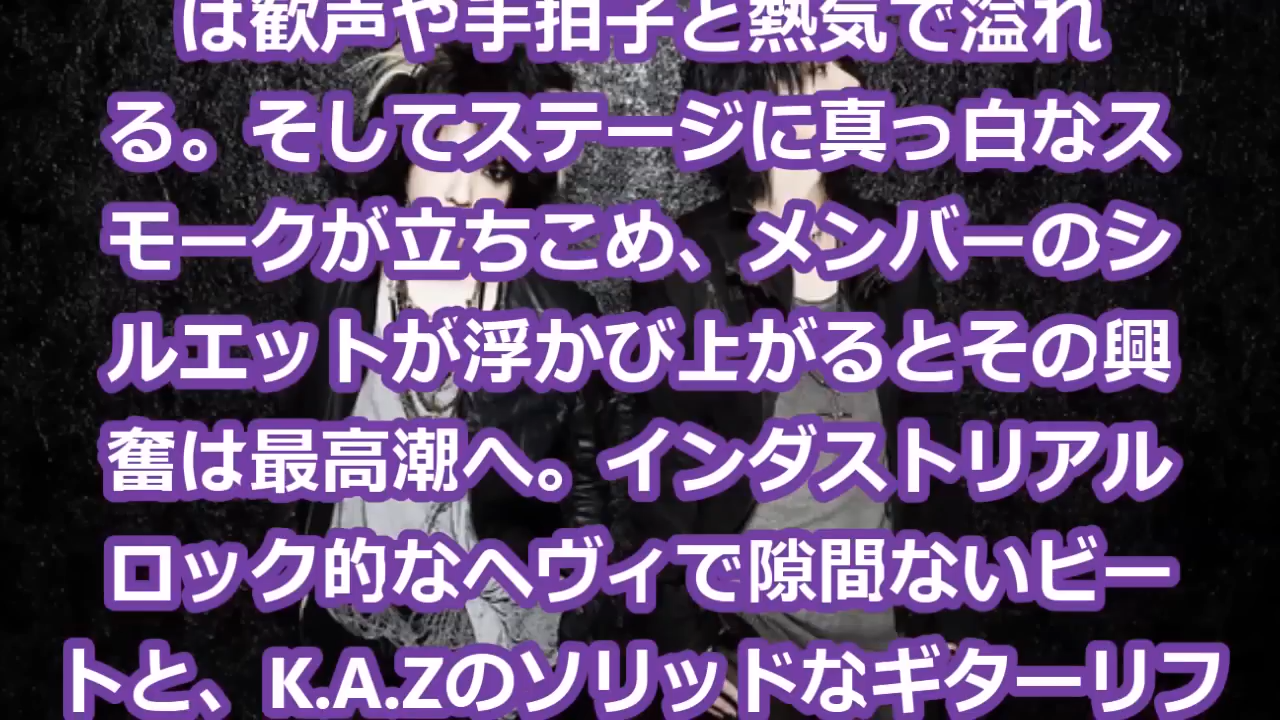 は歓声や手拍子と熱気で溢れ
る。そしてステージに真っ白なス
モークが立ちこめ、メンバーのシ
ルエットが浮かび上がるとその興
奮は最高潮へ。インダストリアル
ロック的なヘヴィで隙間ないビー
トと、K.A.Zのソリッドなギターリフ